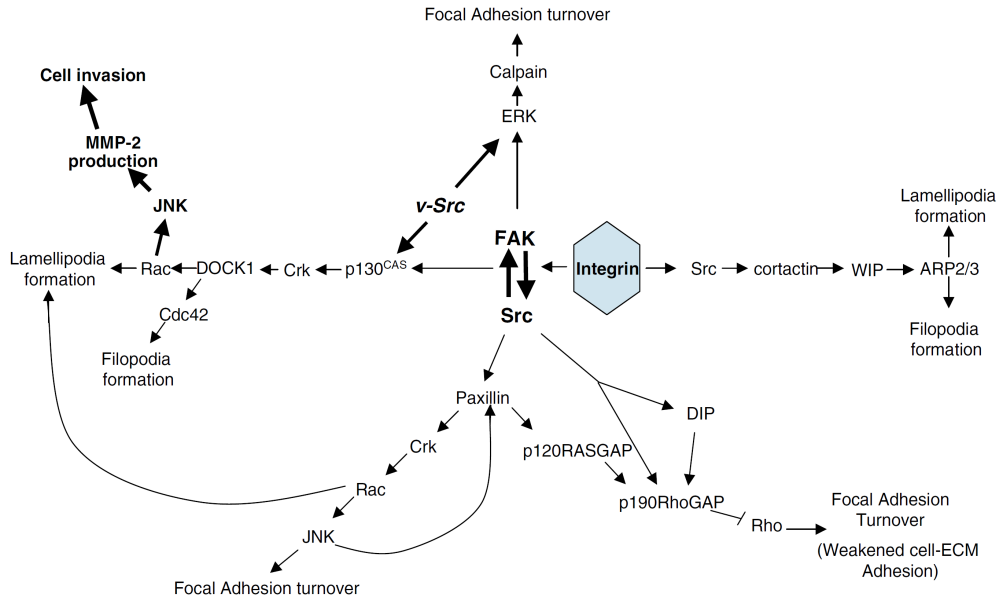 Focal Adhesion turnover
Calpain
ERK
Cell invasion
MMP-2
production
JNK
v-Src
Lamellipodia
formation
Rac
DOCK1
Crk
p130CAS
FAK
Src
Integrin
Src
cortactin
WIP
ARP2/3
Lamellipodia
formation
Filopodia
formation
Cdc42
Filopodia
formation
Paxillin
Crk
Rac
JNK
Focal Adhesion turnover
p120RASGAP
DIP
p190RhoGAP
Rho
Focal Adhesion
Turnover
(Weakened cell-ECM
Adhesion)